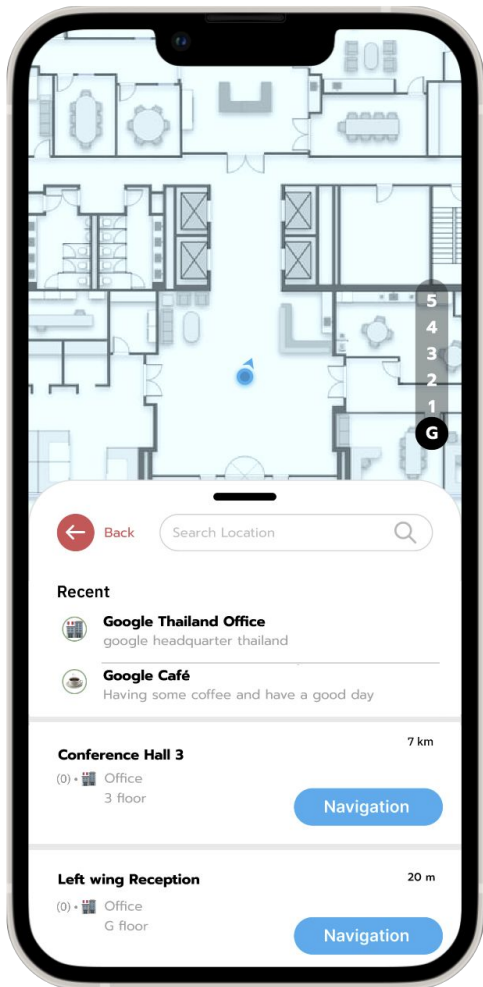 5
4
3
2
1
G
Back
Search Location
Recent
Google Thailand Office
google headquarter thailand
Google Café
Having some coffee and have a good day
Conference Hall 3
7 km
(0) • Office
3 floor
Navigation
Left wing Reception
20 m
(0) • Office
G floor
Navigation